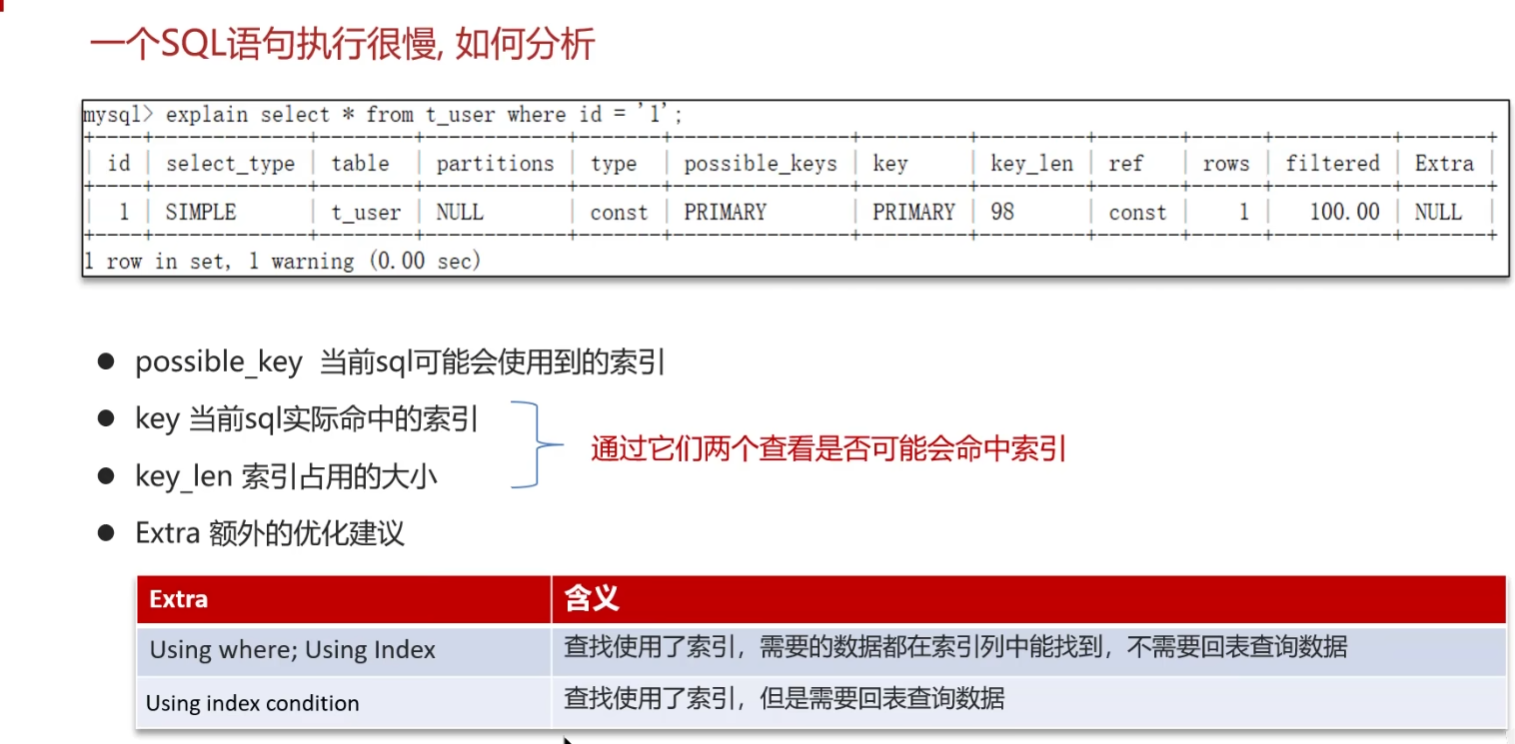 一个SQL语句执行很慢, 如何分析
mysql> explain select * from t_user where id = '1';
+----+-------------+--------+------------+-------+---------------+---------+---------+-------+------+----------+-------+
| id | select_type | table | partitions | type | possible_keys | key | key_len | ref | rows | filtered | Extra |
+----+-------------+--------+------------+-------+---------------+---------+---------+-------+------+----------+-------+
| 1 | SIMPLE | t_user | NULL | const | PRIMARY | PRIMARY | 98 | const | 1 | 100.00 | NULL |
+----+-------------+--------+------------+-------+---------------+---------+---------+-------+------+----------+-------+
1 row in set, 1 warning (0.00 sec)
● possible_key 当前sql可能会使用到的索引
● key 当前sql实际命中的索引
通过它们两个查看是否可能会命中索引
● key_len 索引占用的大小
● Extra 额外的优化建议
Extra 含义
Using where; Using Index 查找使用了索引，需要的数据都在索引列中能找到，不需要回表查询数据
Using index condition 查找使用了索引，但是需要回表查询数据